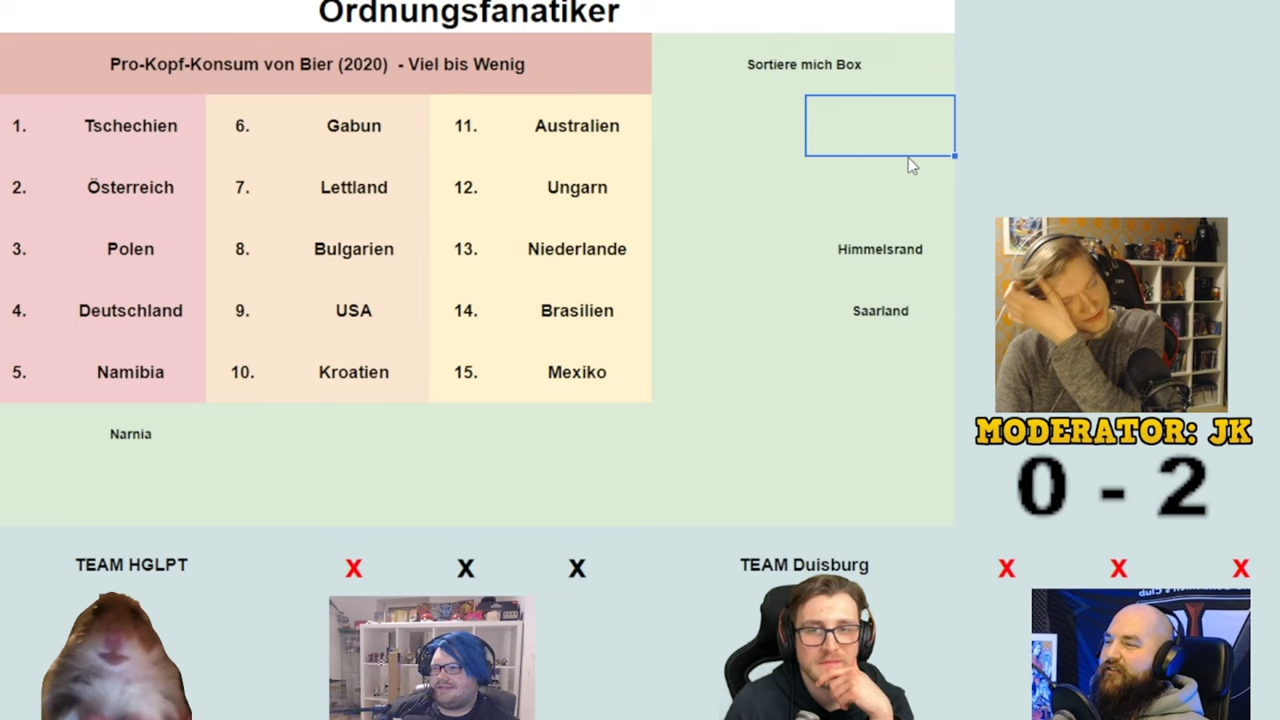 Ordnungsfanatiker
Pro-Kopf-Konsum von Bier (2020) - Viel bis Wenig
Sortiere mich Box
1. Tschechien 6. Gabun 11. Australien
2. Österreich 7. Lettland 12. Ungarn
3. Polen 8. Bulgarien 13. Niederlande Himmelsrand
4. Deutschland 9. USA 14. Brasilien Saarland
5. Namibia 10. Kroatien 15. Mexiko
Narnia
MODERATOR: JK
0 - 2
TEAM HGLPT X X X TEAM Duisburg X X X